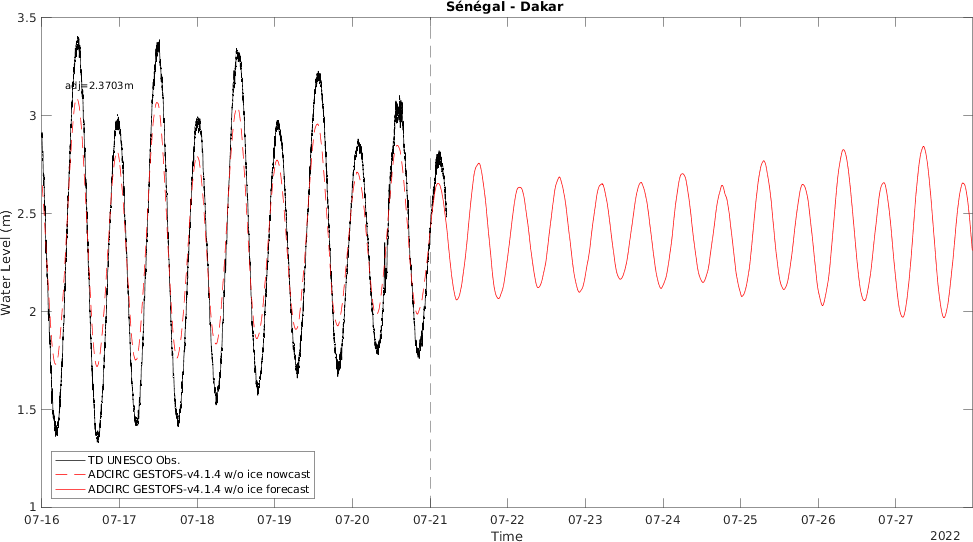 Sénégal - Dakar
3.5
3
2.5
2
1.5
1
Water Level (m)
adj=2.3703m
TD UNESCO Obs.
ADCIRC GESTOFS-v4.1.4 w/o ice nowcast
ADCIRC GESTOFS-v4.1.4 w/o ice forecast
07-16 07-17 07-18 07-19 07-20 07-21 07-22 07-23 07-24 07-25 07-26 07-27
Time
2022